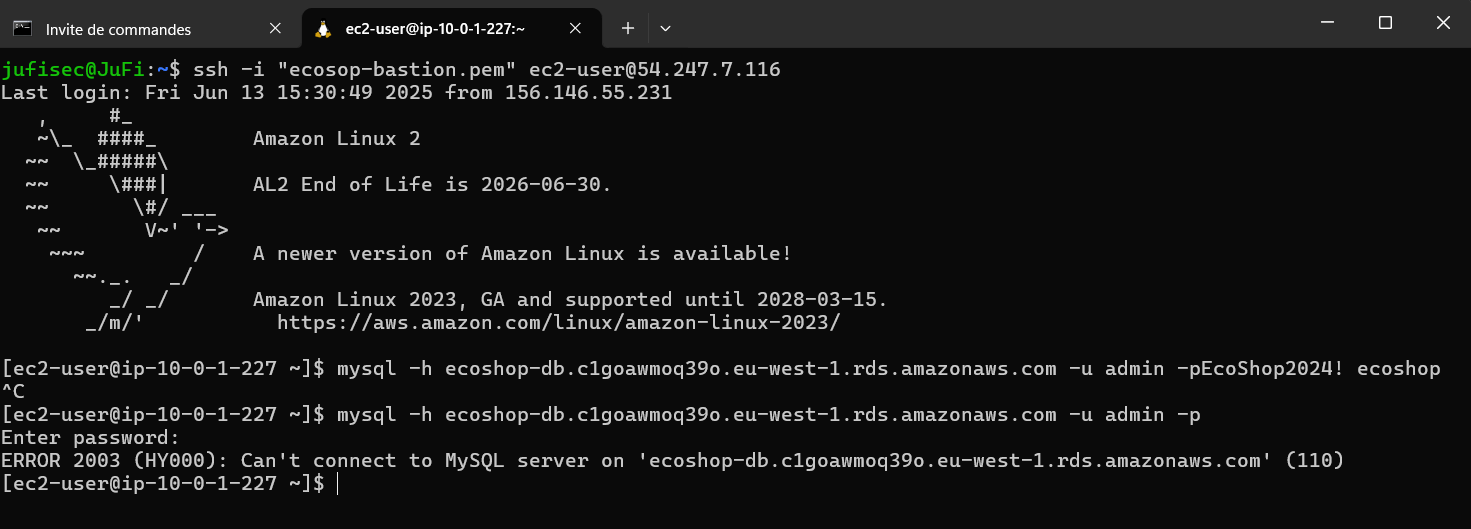 Invite de commandes
ec2-user@ip-10-0-1-227:~
jufisec@JuFi:~$ ssh -i "ecosop-bastion.pem" ec2-user@54.247.7.116
Last login: Fri Jun 13 15:30:49 2025 from 156.146.55.231
   ,     #_
   ~\_  ####_        Amazon Linux 2
  ~~  \_#####\
  ~~     \###|       AL2 End of Life is 2026-06-30.
  ~~       \#/ ___
   ~~       V~' '->
    ~~~         /    A newer version of Amazon Linux is available!
      ~~._.   _/
         _/ _/       Amazon Linux 2023, GA and supported until 2028-03-15.
       _/m/'           https://aws.amazon.com/linux/amazon-linux-2023/
[ec2-user@ip-10-0-1-227 ~]$ mysql -h ecoshop-db.c1goawmoq39o.eu-west-1.rds.amazonaws.com -u admin -pEcoShop2024! ecoshop
^C
[ec2-user@ip-10-0-1-227 ~]$ mysql -h ecoshop-db.c1goawmoq39o.eu-west-1.rds.amazonaws.com -u admin -p
Enter password:
ERROR 2003 (HY000): Can't connect to MySQL server on 'ecoshop-db.c1goawmoq39o.eu-west-1.rds.amazonaws.com' (110)
[ec2-user@ip-10-0-1-227 ~]$